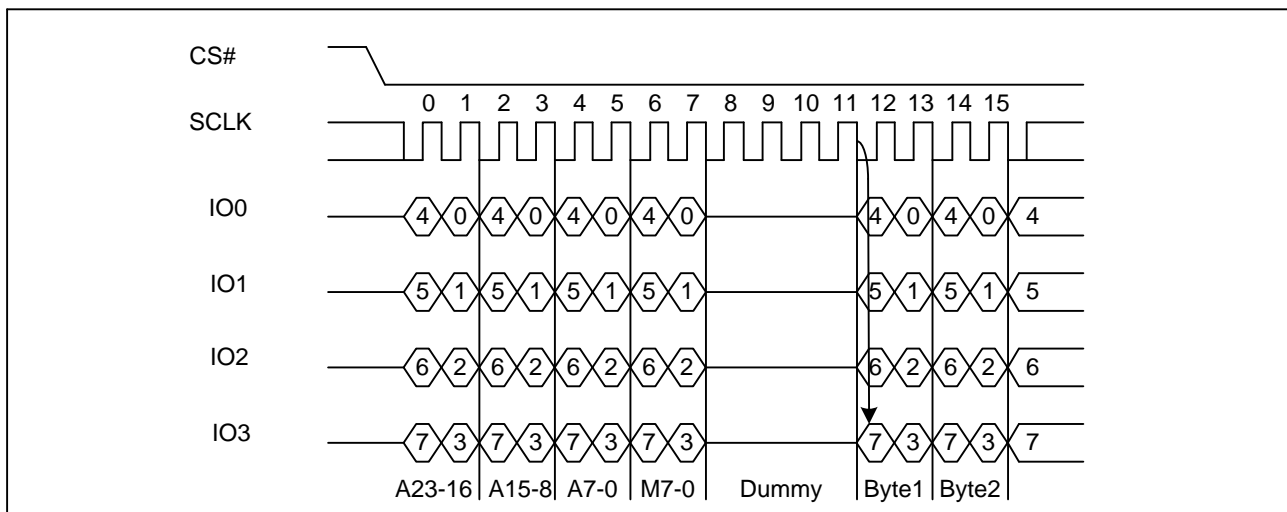 CS#
0 1 2 3 4 5 6 7 8 9 10 11 12 13 14 15
SCLK
IO0 4 0 4 0 4 0 4 0 4 0 4 0 4
IO1 5 1 5 1 5 1 5 1 5 1 5 1 5
IO2 6 2 6 2 6 2 6 2 6 2 6 2 6
IO3 7 3 7 3 7 3 7 3 7 3 7 3 7
A23-16 A15-8 A7-0 M7-0 Dummy Byte1 Byte2